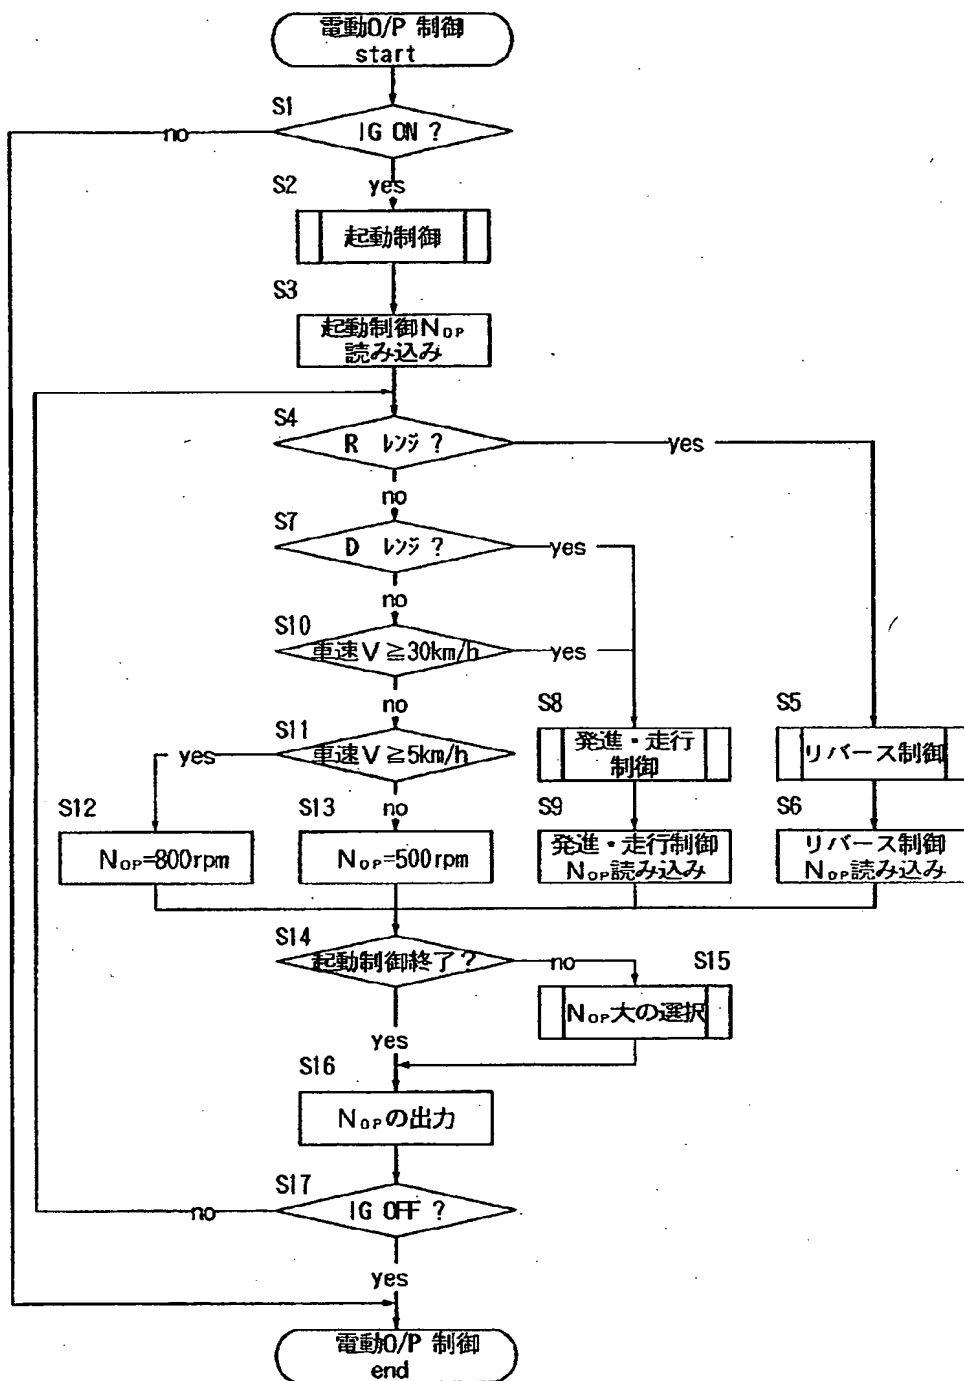 電動O/P 制御
start
S1
IG ON ?
no
yes
S2
起動制御
S3
起動制御NOP
読み込み
S4
R レンジ ?
yes
no
S7
D レンジ ?
yes
no
S10
車速V≧30km/h
yes
no
S11
車速V≧5km/h
yes
no
S8
発進・走行
制御
S5
リバース制御
S12
NOP=800rpm
S13
NOP=500rpm
S9
発進・走行制御
NOP読み込み
S6
リバース制御
NOP読み込み
S14
起動制御終了?
no
yes
S15
NOP大の選択
S16
NOPの出力
S17
IG OFF ?
no
yes
電動O/P 制御
end